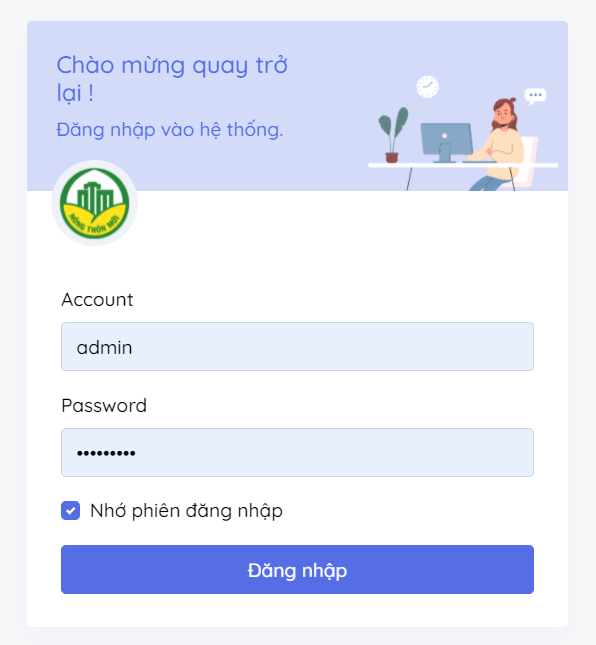 Chào mừng quay trở
lại !
Đăng nhập vào hệ thống.
NÔNG THÔN MỚI
Account
admin
Password
•••••••••
Nhớ phiên đăng nhập
Đăng nhập